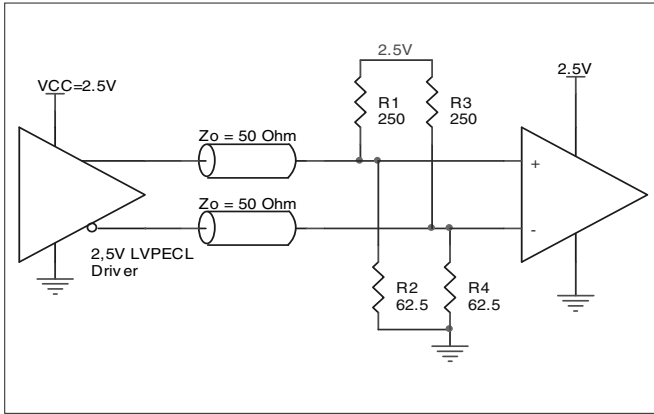 2.5V
VCC=2.5V
2.5V
R1
250
R3
250
Zo = 50 Ohm
+
Zo = 50 Ohm
-
2,5V LVPECL
Driver
R2
62.5
R4
62.5